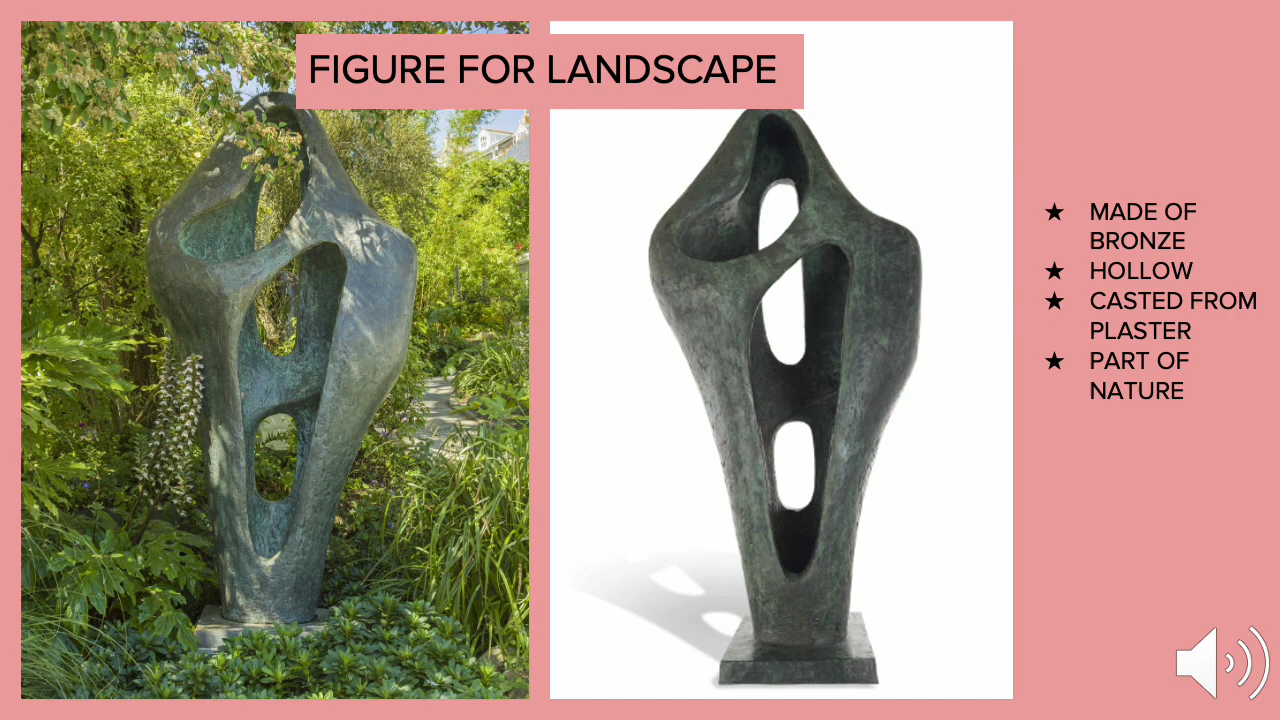 FIGURE FOR LANDSCAPE
★ MADE OF
BRONZE
★ HOLLOW
★ CASTED FROM
PLASTER
★ PART OF
NATURE